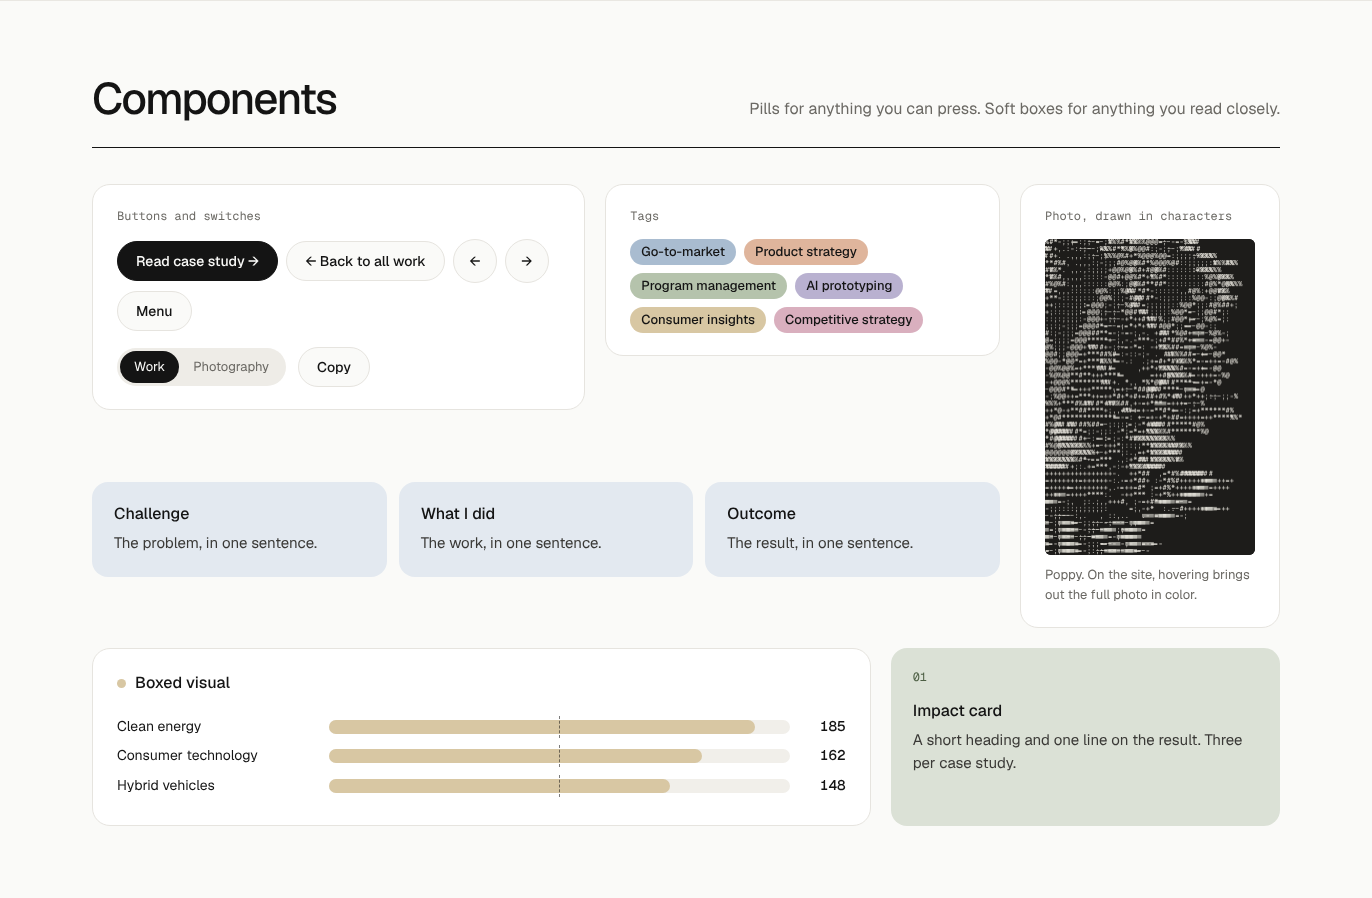 Components
Pills for anything you can press. Soft boxes for anything you read closely.
Buttons and switches
Read case study →
← Back to all work
←
→
Menu
Work
Photography
Copy
Tags
Go-to-market
Product strategy
Program management
AI prototyping
Consumer insights
Competitive strategy
Photo, drawn in characters
Poppy. On the site, hovering brings
out the full photo in color.
Challenge
The problem, in one sentence.
What I did
The work, in one sentence.
Outcome
The result, in one sentence.
Boxed visual
Clean energy
185
Consumer technology
162
Hybrid vehicles
148
01
Impact card
A short heading and one line on the result. Three
per case study.